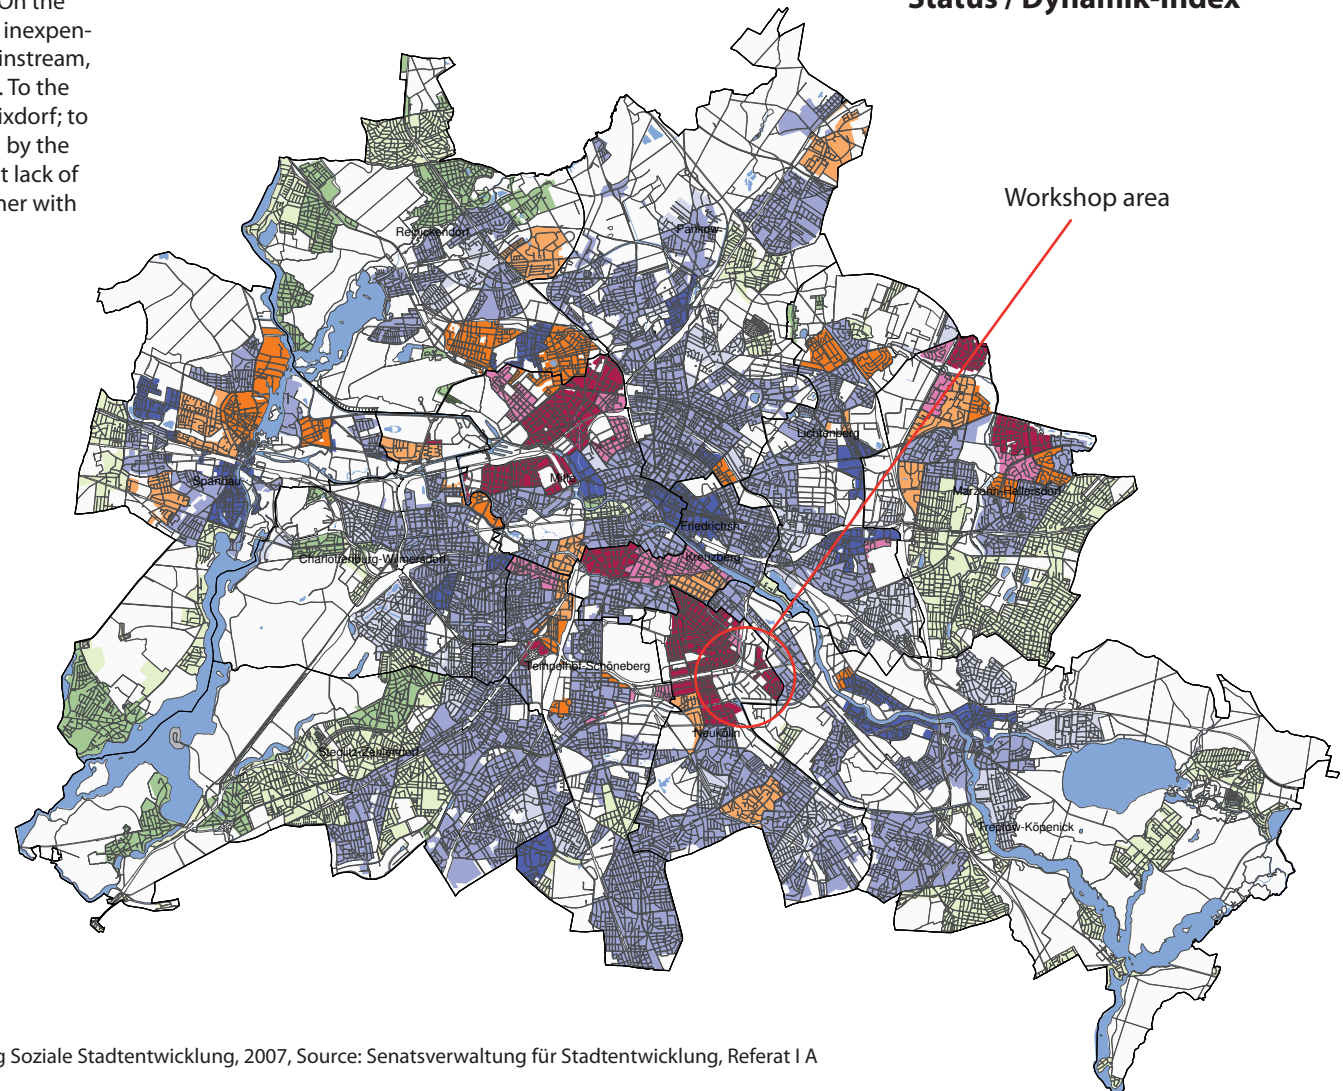 On the
inexpen-
instream,
. To the
ixdorf; to
by the
t lack of
ner with
Status / Dynamik-Index
Workshop area
Reinickendorf
Pankow
Lichtenberg
Spandau
Mitte
Marzahn-Hellersdorf
Friedrichsh.-
Kreuzberg
Charlottenburg-Wilmersdorf
Tempelhof-Schöneberg
Neukölln
Steglitz-Zehlendorf
Treptow-Köpenick
g Soziale Stadtentwicklung, 2007, Source: Senatsverwaltung für Stadtentwicklung, Referat I A